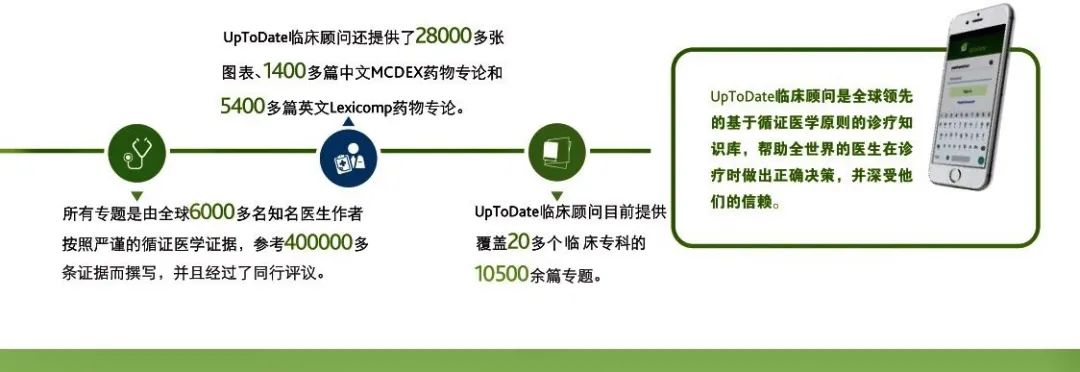 UpToDate临床顾问还提供了28000多张
图表、1400多篇中文MCDEX药物专论和
5400多篇英文Lexicomp药物专论。
所有专题是由全球6000多名知名医生作者
按照严谨的循证医学证据，参考400000多
条证据而撰写，并且经过了同行评议。
UpToDate临床顾问目前提供
覆盖20多个临床专科的
10500余篇专题。
UpToDate临床顾问是全球领先
的基于循证医学原则的诊疗知
识库，帮助全世界的医生在诊
疗时做出正确决策，并深受他
们的信赖。